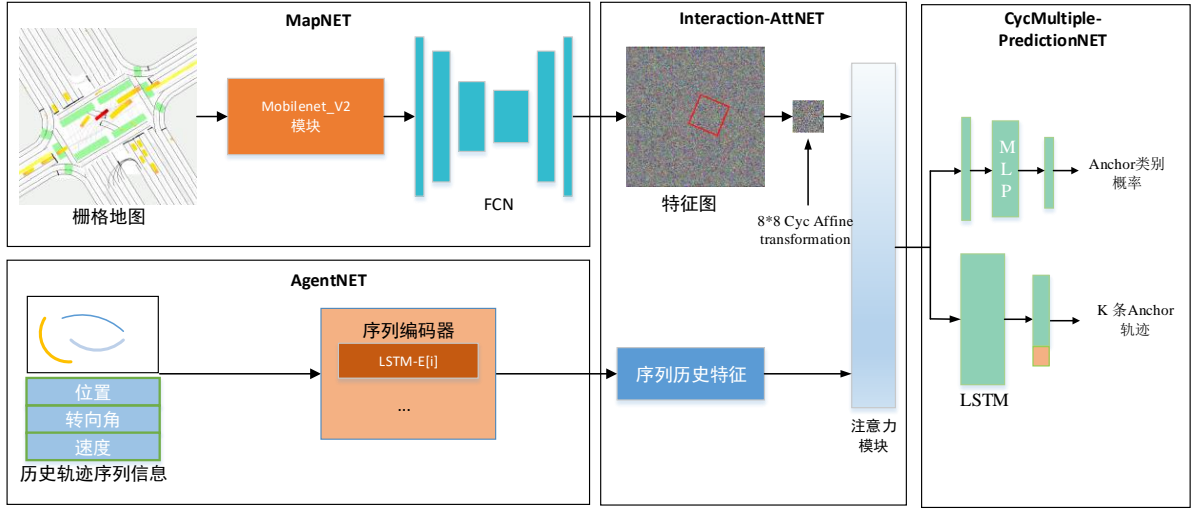 MapNET
Mobilenet_V2
模块
栅格地图
FCN
AgentNET
位置
转向角
速度
历史轨迹序列信息
序列编码器
LSTM-E[i]
...
Interaction-AttNET
特征图
8*8 Cyc Affine
transformation
序列历史特征
注意力
模块
CycMultiple-
PredictionNET
MLP
Anchor类别
概率
LSTM
K 条Anchor
轨迹